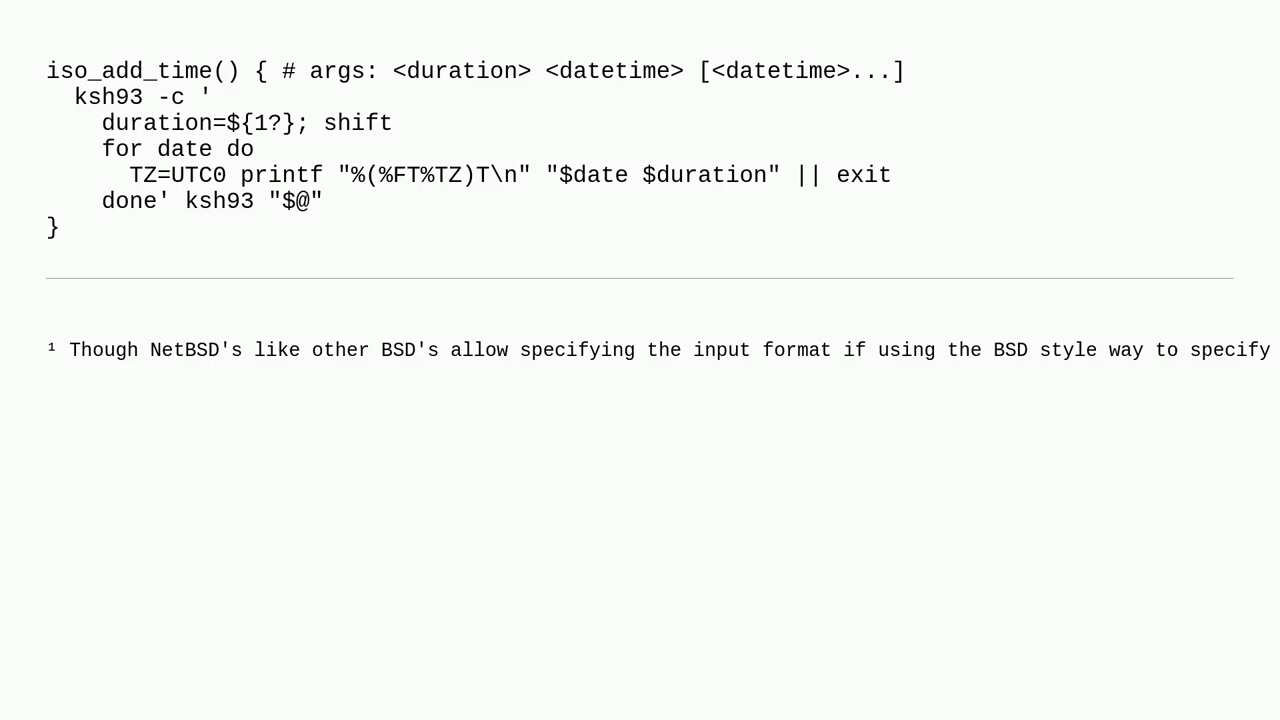 iso_add_time() { # args: <duration> <datetime> [<datetime>...]
  ksh93 -c '
    duration=${1?}; shift
    for date do
      TZ=UTC0 printf "%(%FT%TZ)T\n" "$date $duration" || exit
    done' ksh93 "$@"
}
¹ Though NetBSD's like other BSD's allow specifying the input format if using the BSD style way to specify